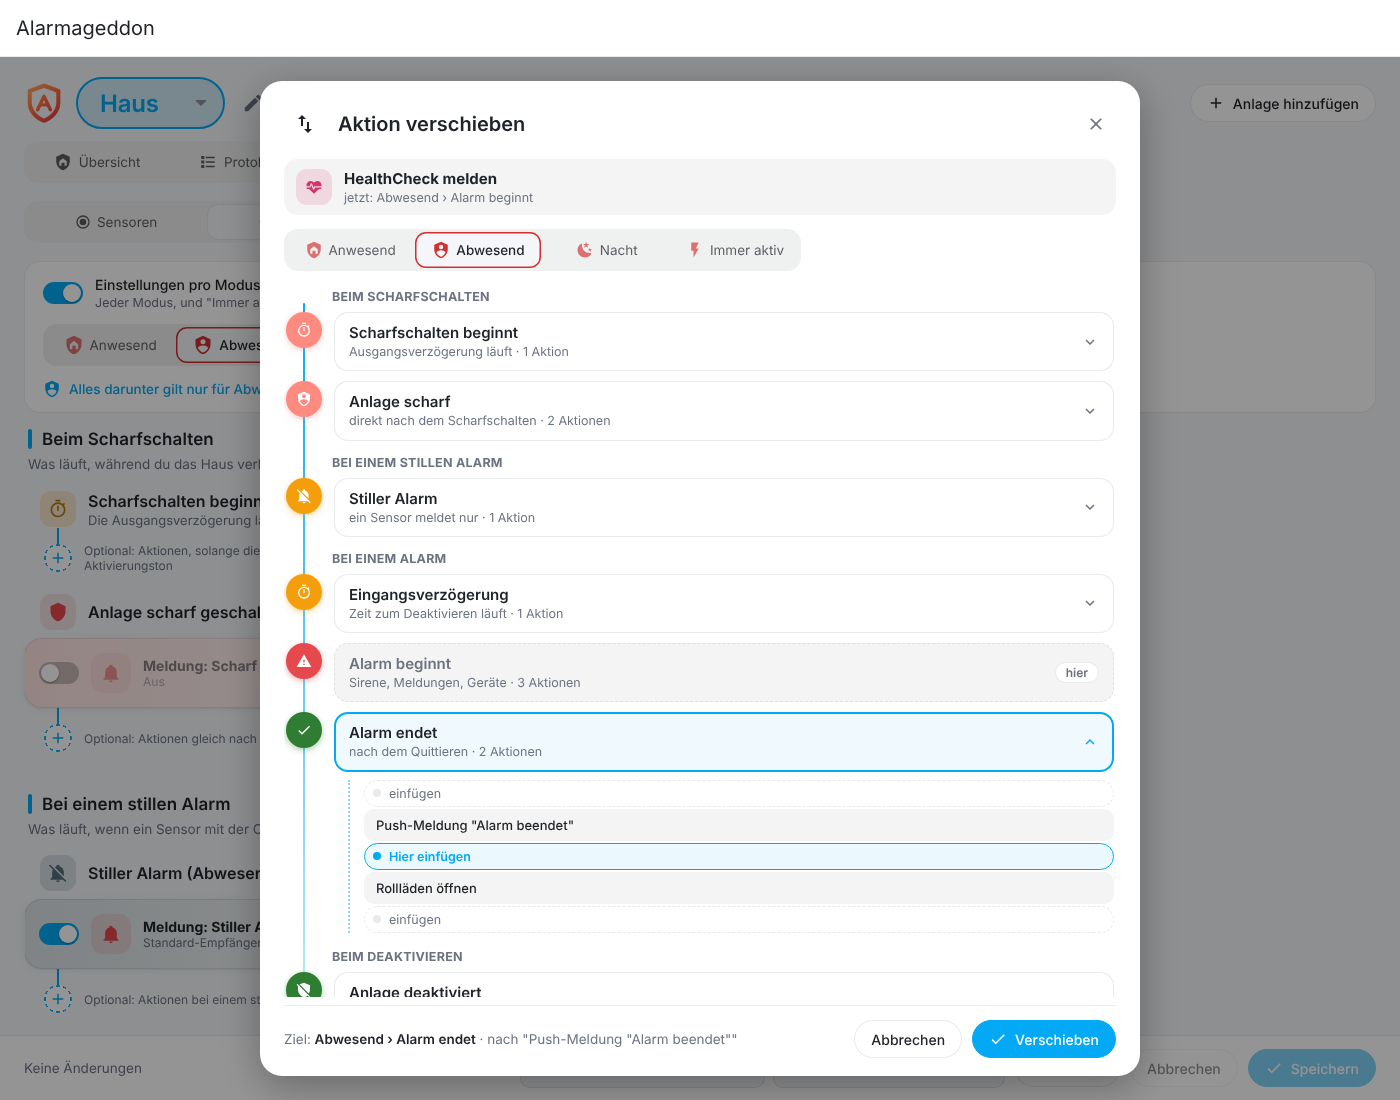 Alarmageddon
Haus
Anlage hinzufügen
Übersicht
Protol
Sensoren
Einstellungen pro Modus
Jeder Modus, und "Immer a
Anwesend
Abwes
Alles darunter gilt nur für Abw
Beim Scharfschalten
Was läuft, während du das Haus verl
Scharfschalten beginn
Die Ausgangsverzögerung lä
Optional: Aktionen, solange die
Aktivierungston
Anlage scharf geschal
Meldung: Scharf
Aus
Optional: Aktionen gleich nach
Bei einem stillen Alarm
Was läuft, wenn ein Sensor mit der O
Stiller Alarm (Abwesen
Meldung: Stiller A
Standard-Empfänger
Optional: Aktionen bei einem st
Keine Änderungen
Abbrechen
Speichern
Aktion verschieben
HealthCheck melden
jetzt: Abwesend › Alarm beginnt
Anwesend
Abwesend
Nacht
Immer aktiv
BEIM SCHARFSCHALTEN
Scharfschalten beginnt
Ausgangsverzögerung läuft · 1 Aktion
Anlage scharf
direkt nach dem Scharfschalten · 2 Aktionen
BEI EINEM STILLEN ALARM
Stiller Alarm
ein Sensor meldet nur · 1 Aktion
BEI EINEM ALARM
Eingangsverzögerung
Zeit zum Deaktivieren läuft · 1 Aktion
Alarm beginnt
Sirene, Meldungen, Geräte · 3 Aktionen
hier
Alarm endet
nach dem Quittieren · 2 Aktionen
einfügen
Push-Meldung "Alarm beendet"
Hier einfügen
Rollläden öffnen
einfügen
BEIM DEAKTIVIEREN
Anlage deaktiviert
Ziel: Abwesend › Alarm endet · nach "Push-Meldung "Alarm beendet""
Abbrechen
Verschieben